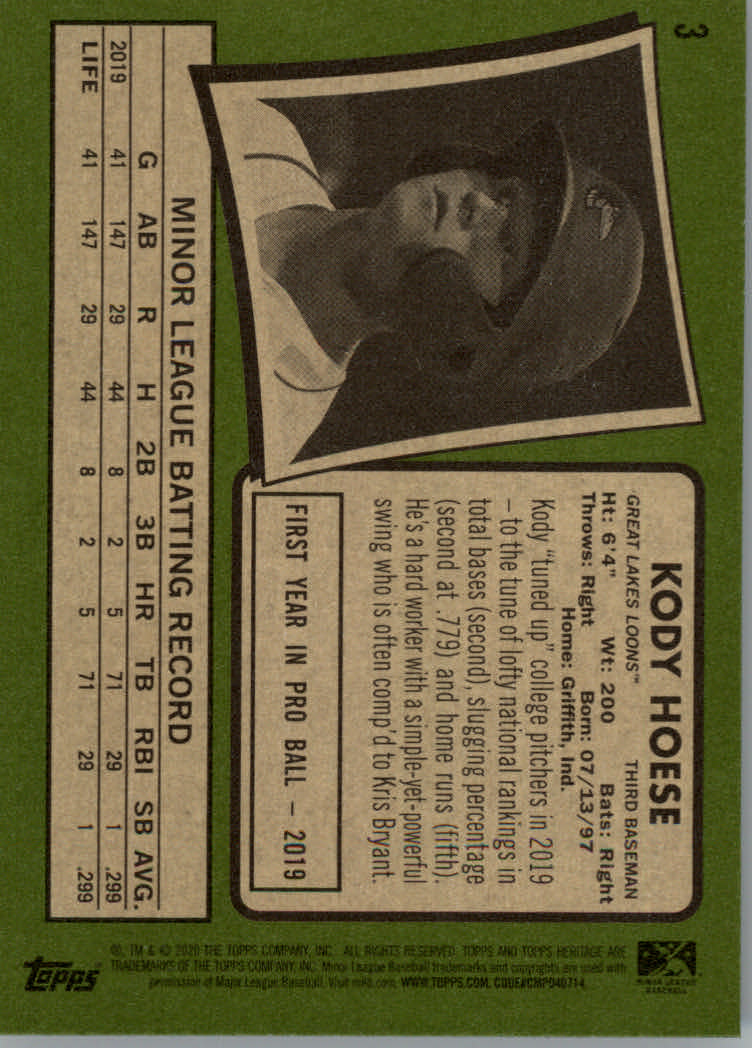 3
KODY HOESE
GREAT LAKES LOONS™ THIRD BASEMAN
Ht: 6'4" Wt: 200 Bats: Right
Throws: Right Born: 07/13/97
Home: Griffith, Ind.
Kody "tuned up" college pitchers in 2019
– to the tune of lofty national rankings in
total bases (second), slugging percentage
(second at .779) and home runs (fifth).
He's a hard worker with a simple-yet-powerful
swing who is often comp'd to Kris Bryant.
FIRST YEAR IN PRO BALL – 2019
MINOR LEAGUE BATTING RECORD
G AB R H 2B 3B HR TB RBI SB AVG.
2019 41 147 29 44 8 2 5 71 29 1 .299
LIFE 41 147 29 44 8 2 5 71 29 1 .299
MINOR LEAGUE
BASEBALL
®, TM & © 2020 THE TOPPS COMPANY, INC. ALL RIGHTS RESERVED. TOPPS AND TOPPS HERITAGE ARE
TRADEMARKS OF THE TOPPS COMPANY, INC. Minor League Baseball trademarks and copyrights are used with
permission of Major League Baseball. Visit milb.com. WWW.TOPPS.COM. CODE#CMP040714
topps